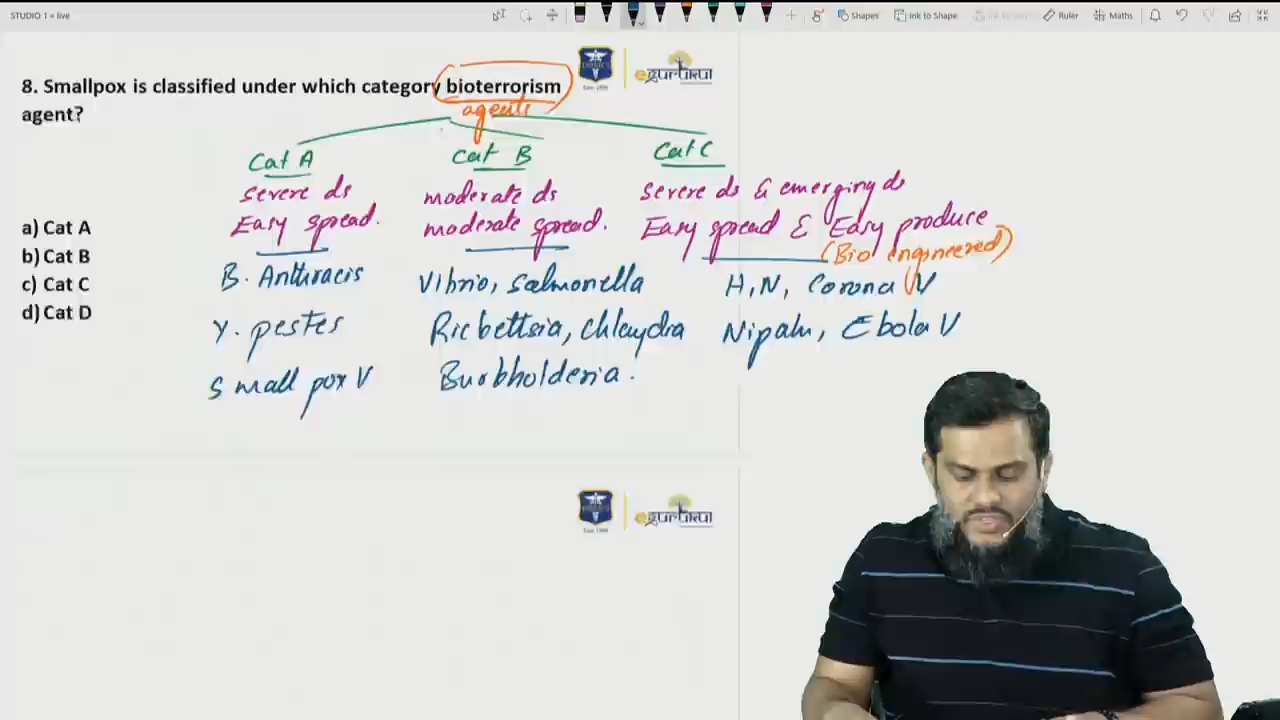 STUDIO 1 • live
Shapes
Ink to Shape
Ruler
Maths
8. Smallpox is classified under which category bioterrorism
agent?
agents
egurukul
Cat A
Cat B
Cat C
severe ds
Easy spread.
moderate ds
moderate spread.
severe ds & emerging ds
Easy spread & Easy produce
(Bio engineered)
a) Cat A
b) Cat B
c) Cat C
d) Cat D
B. Anthracis
Vibrio, Salmonella
H,N, Corona V
Y. pestes
Rickettsia, Chlaydia
Nipah, Ebola V
Small pox V
Burkholderia.
egurukul